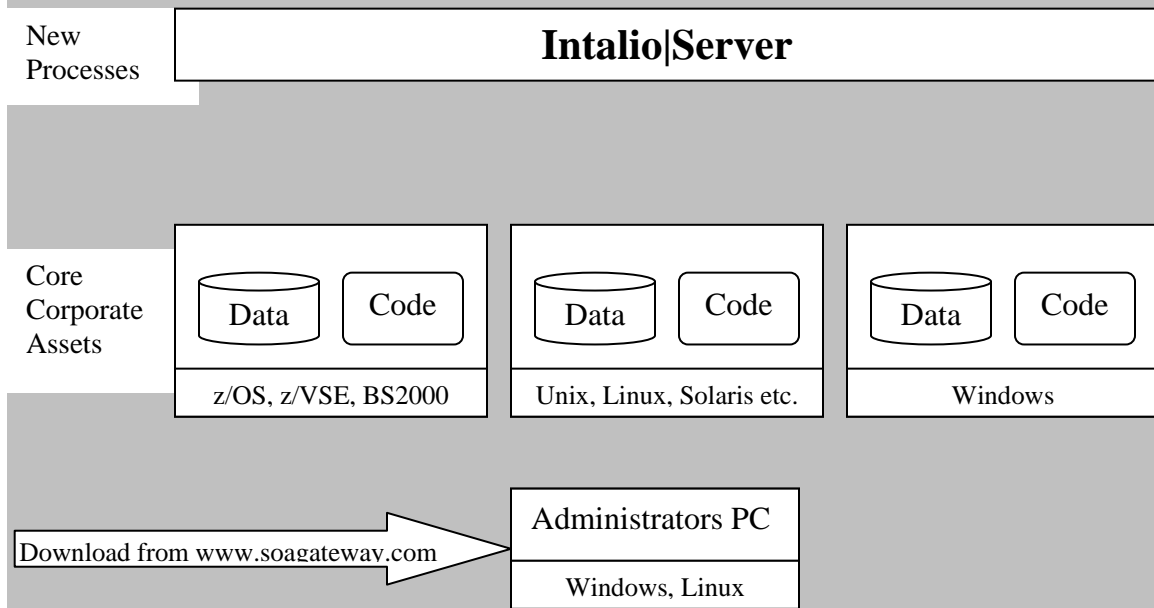 New
Processes
Intalio|Server
Core
Corporate
Assets
Data
Code
z/OS, z/VSE, BS2000
Data
Code
Unix, Linux, Solaris etc.
Data
Code
Windows
Download from www.soagateway.com
Administrators PC
Windows, Linux